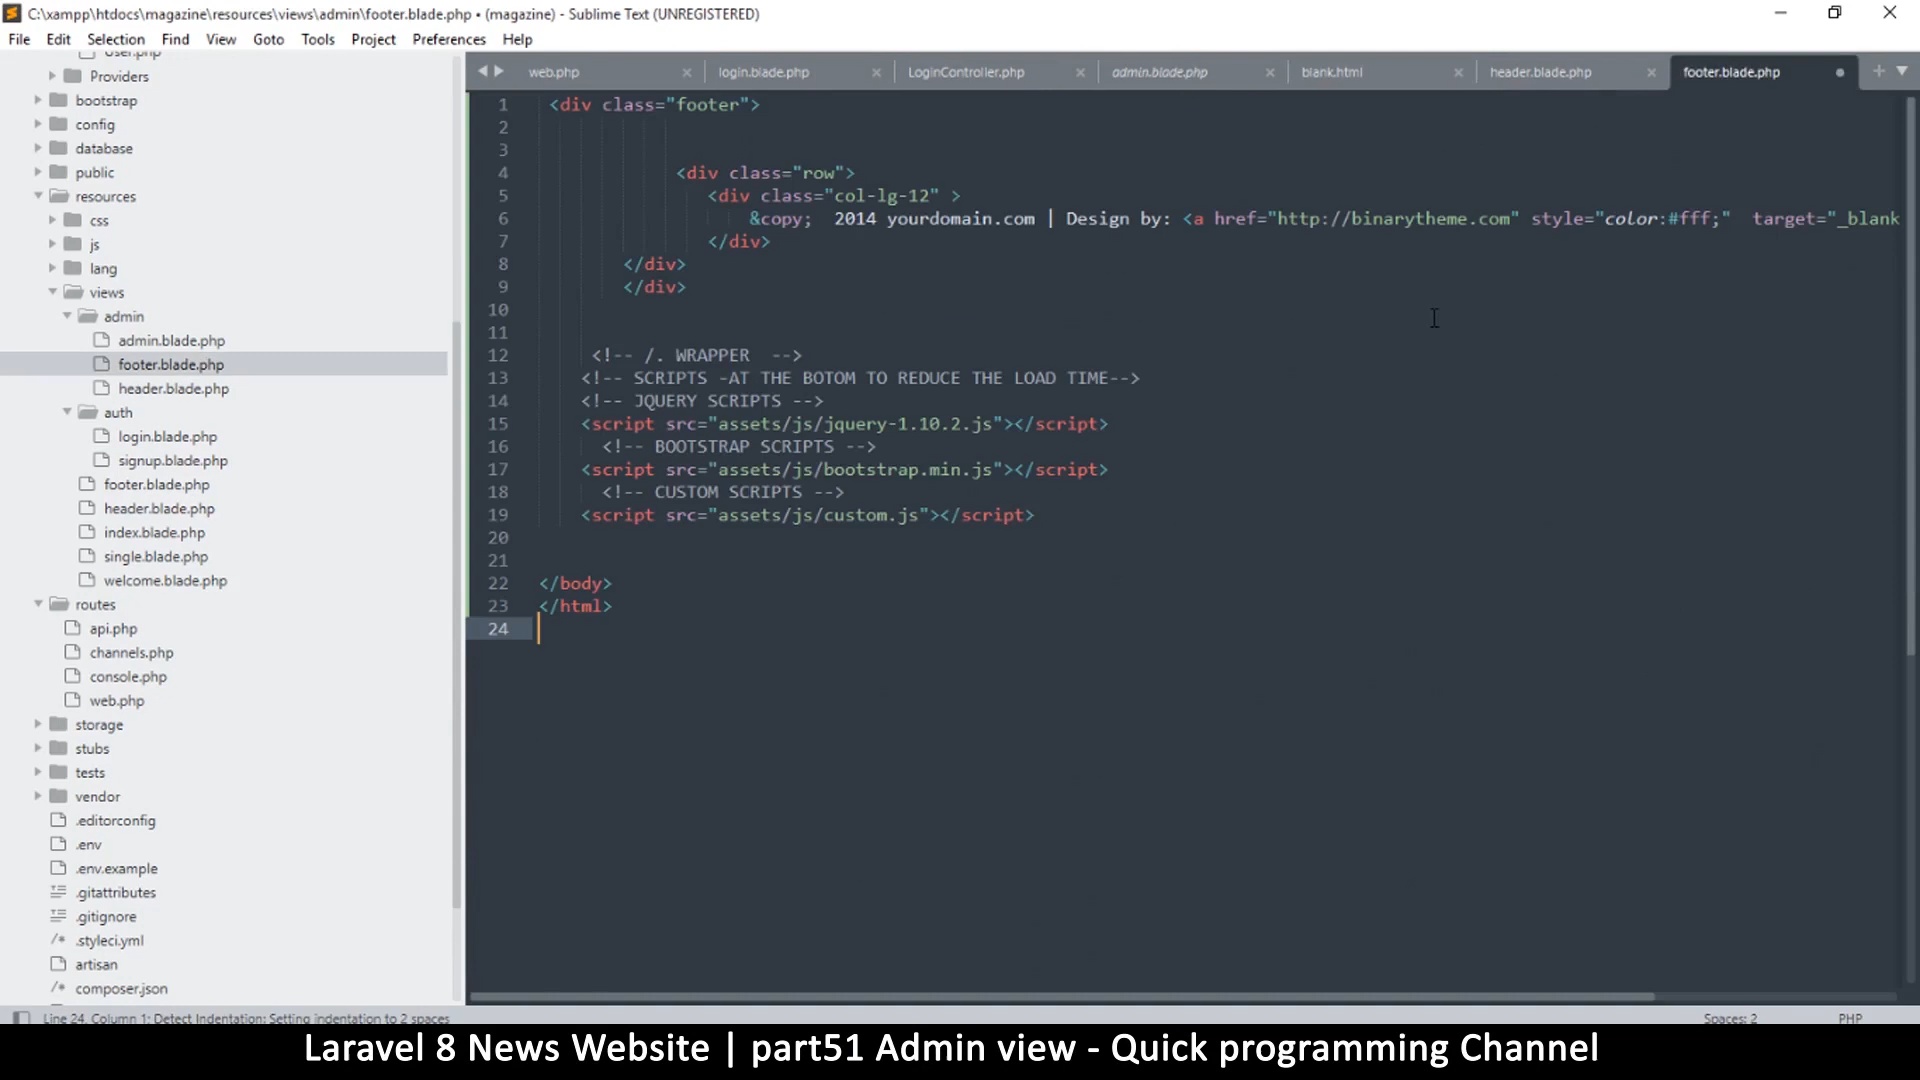 C:\xampp\htdocs\magazine\resources\views\admin\footer.blade.php • (magazine) - Sublime Text (UNREGISTERED)
File Edit Selection Find View Goto Tools Project Preferences Help
User.php
Providers
bootstrap
config
database
public
resources
css
js
lang
views
admin
admin.blade.php
footer.blade.php
header.blade.php
auth
login.blade.php
signup.blade.php
footer.blade.php
header.blade.php
index.blade.php
single.blade.php
welcome.blade.php
routes
api.php
channels.php
console.php
web.php
storage
stubs
tests
vendor
.editorconfig
.env
.env.example
.gitattributes
.gitignore
/* .styleci.yml
artisan
/* composer.json
web.php login.blade.php LoginController.php admin.blade.php blank.html header.blade.php footer.blade.php
1 <div class="footer">
2
3
4 <div class="row">
5 <div class="col-lg-12" >
6 &copy;  2014 yourdomain.com | Design by: <a href="http://binarytheme.com" style="color:#fff;"  target="_blank
7 </div>
8 </div>
9 </div>
10
11
12 <!-- /. WRAPPER  -->
13 <!-- SCRIPTS -AT THE BOTOM TO REDUCE THE LOAD TIME-->
14 <!-- JQUERY SCRIPTS -->
15 <script src="assets/js/jquery-1.10.2.js"></script>
16 <!-- BOOTSTRAP SCRIPTS -->
17 <script src="assets/js/bootstrap.min.js"></script>
18 <!-- CUSTOM SCRIPTS -->
19 <script src="assets/js/custom.js"></script>
20
21
22 </body>
23 </html>
24
Line 24, Column 1; Detect Indentation: Setting indentation to 2 spaces Spaces: 2 PHP
Laravel 8 News Website | part51 Admin view - Quick programming Channel